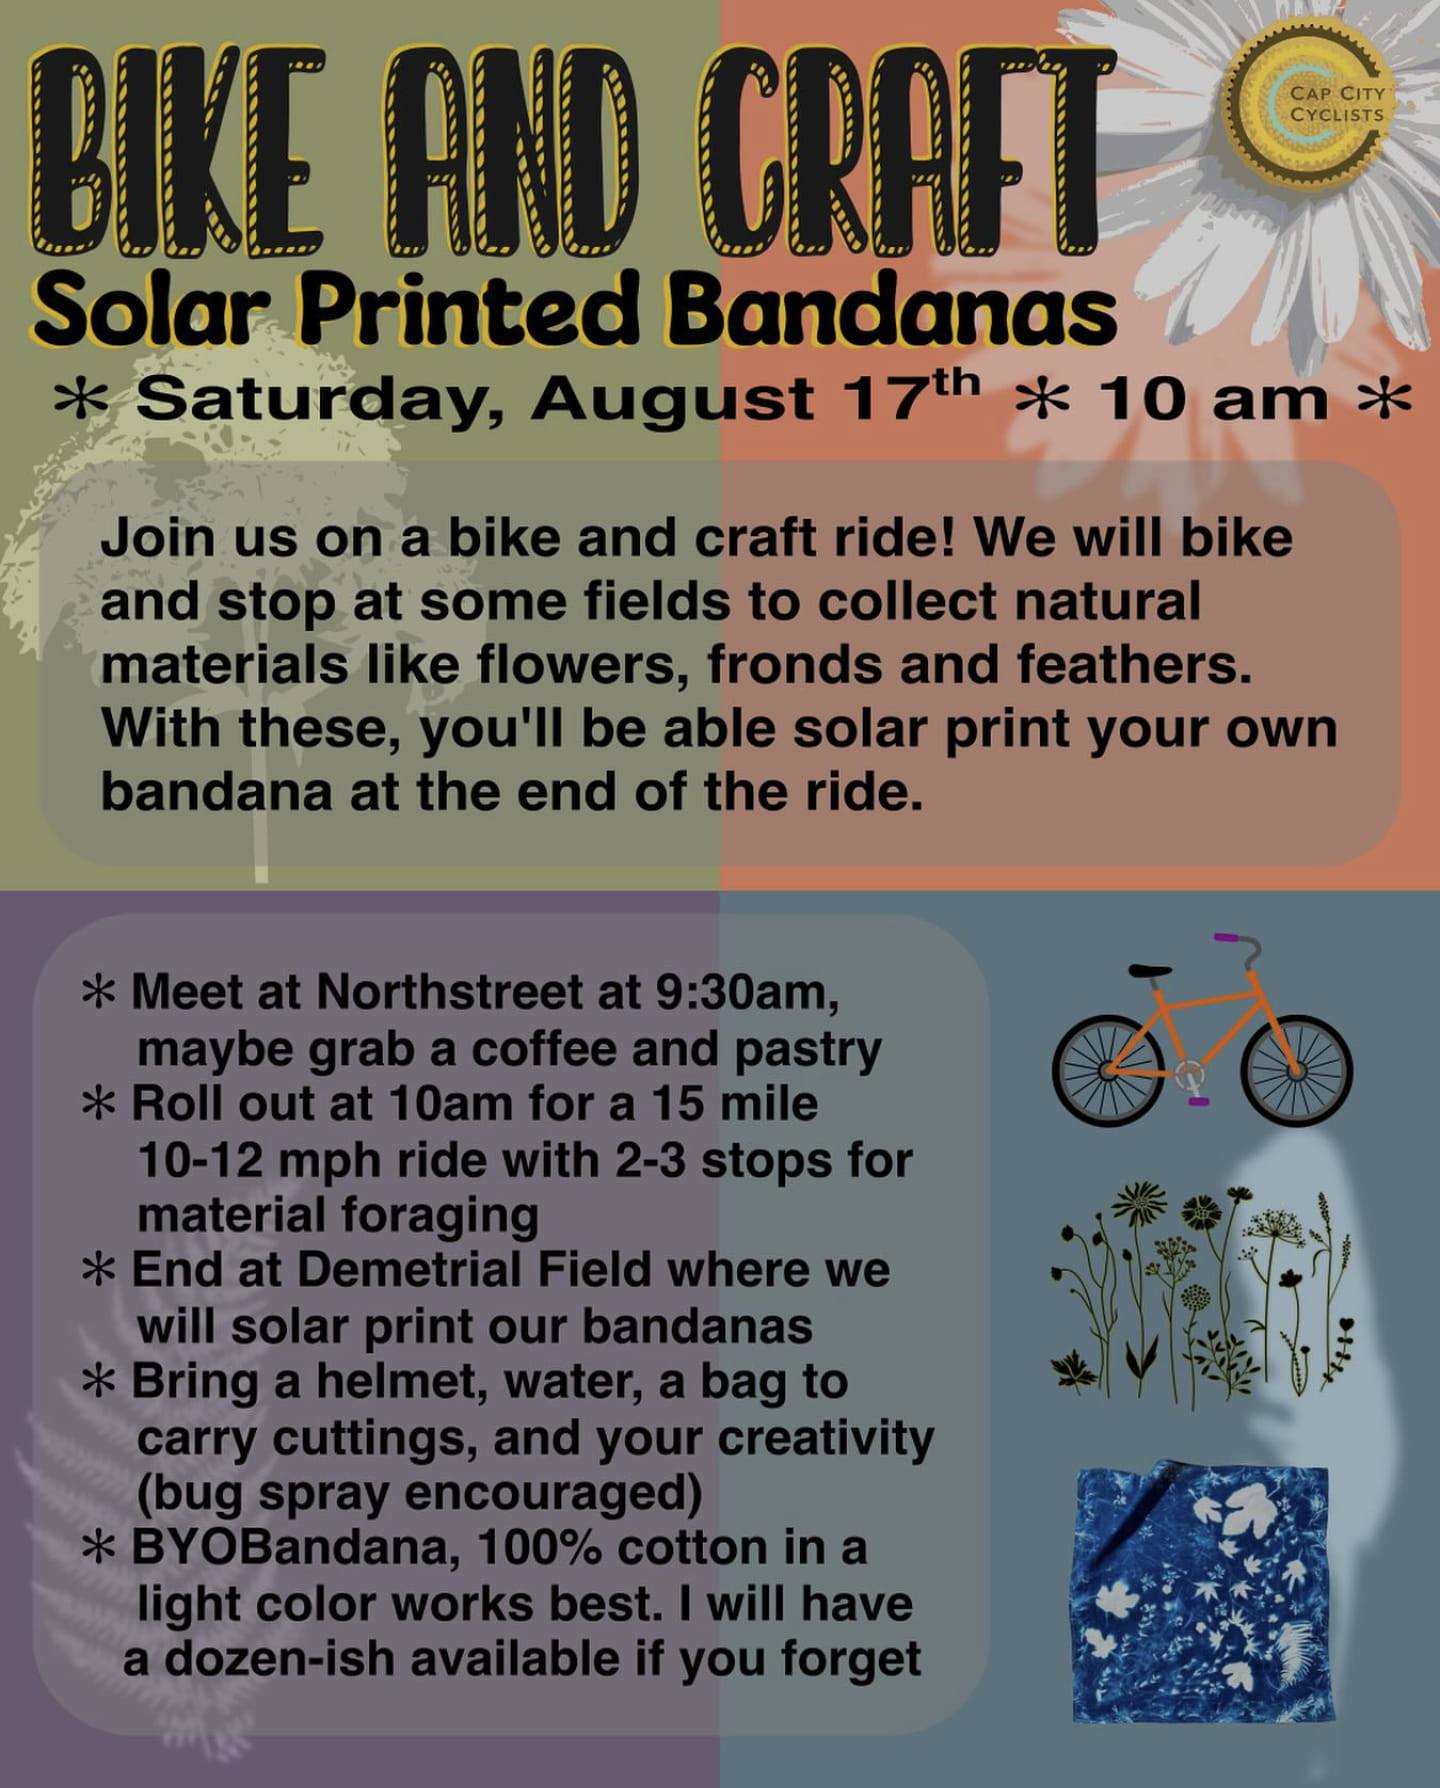 BIKE AND CRAFT
CAP CITY
CYCLISTS
Solar Printed Bandanas
* Saturday, August 17th * 10 am *
Join us on a bike and craft ride! We will bike
and stop at some fields to collect natural
materials like flowers, fronds and feathers.
With these, you'll be able solar print your own
bandana at the end of the ride.
* Meet at Northstreet at 9:30am,
maybe grab a coffee and pastry
* Roll out at 10am for a 15 mile
10-12 mph ride with 2-3 stops for
material foraging
* End at Demetrial Field where we
will solar print our bandanas
* Bring a helmet, water, a bag to
carry cuttings, and your creativity
(bug spray encouraged)
* BYOBandana, 100% cotton in a
light color works best. I will have
a dozen-ish available if you forget